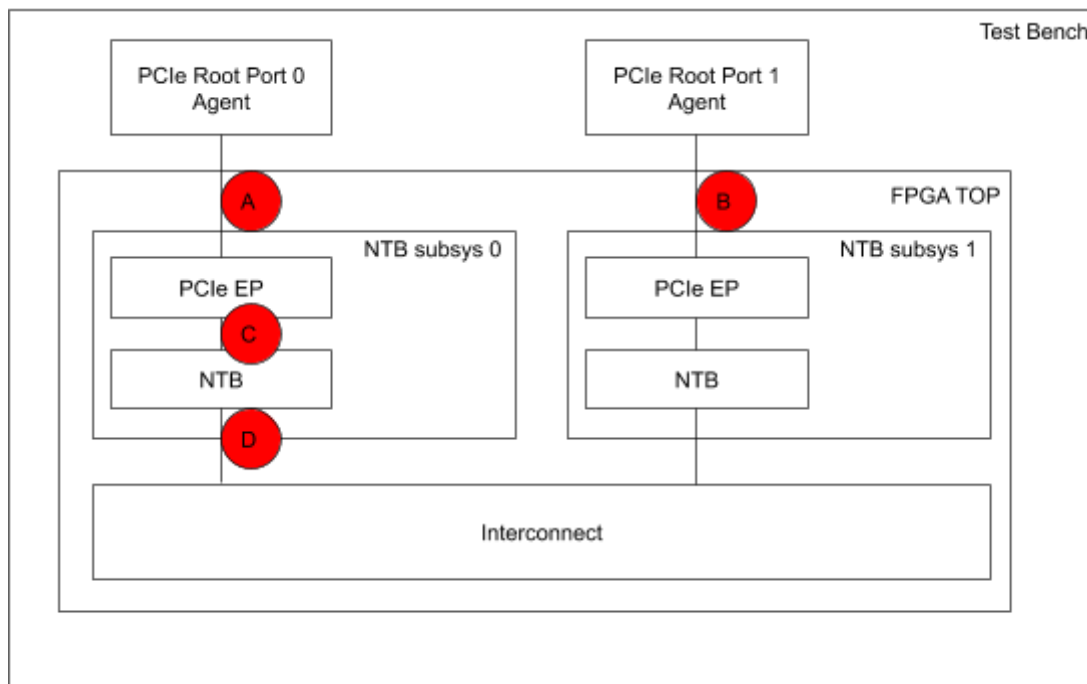 Test Bench
PCIe Root Port 0
Agent
PCIe Root Port 1
Agent
A
B
FPGA TOP
NTB subsys 0
NTB subsys 1
PCIe EP
PCIe EP
C
NTB
NTB
D
Interconnect